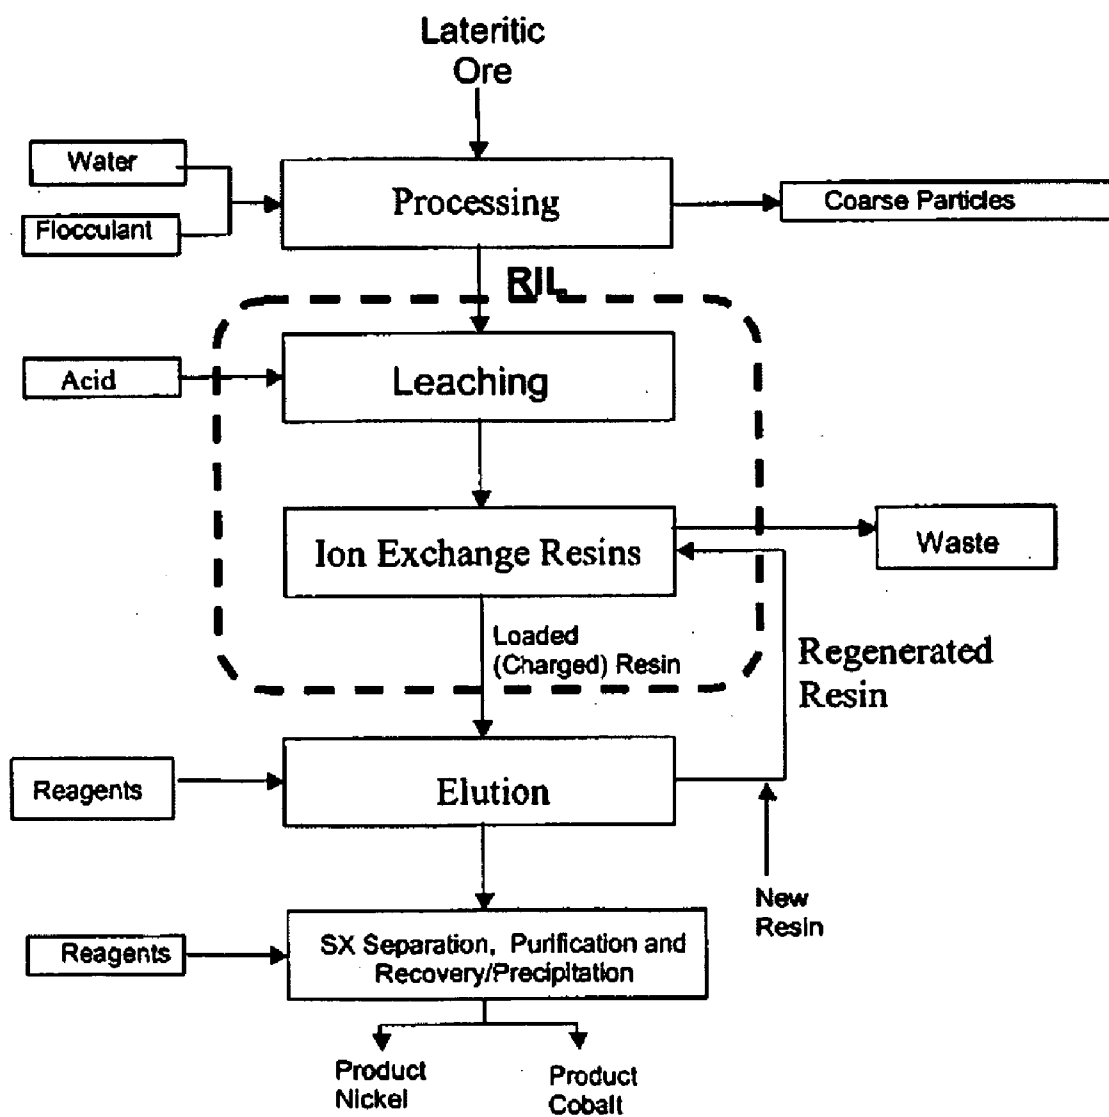 Lateritic
Ore
Water
Processing
Coarse Particles
Flocculant
RIL
Acid
Leaching
Ion Exchange Resins
Waste
Loaded
(Charged) Resin
Regenerated
Resin
Reagents
Elution
New
Resin
Reagents
SX Separation, Purification and
Recovery/Precipitation
Product
Nickel
Product
Cobalt